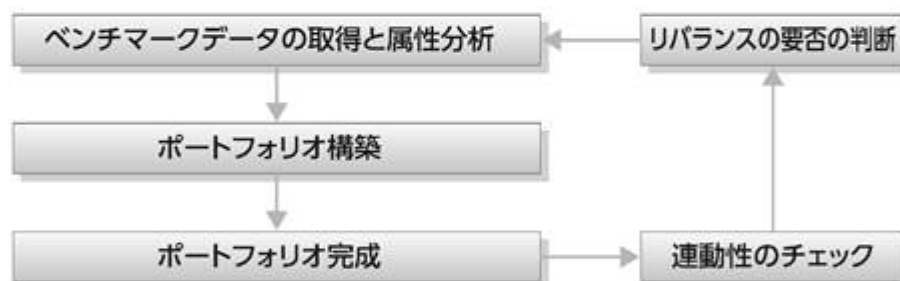 ベンチマークデータの取得と属性分析
リバランスの要否の判断
ポートフォリオ構築
ポートフォリオ完成
連動性のチェック